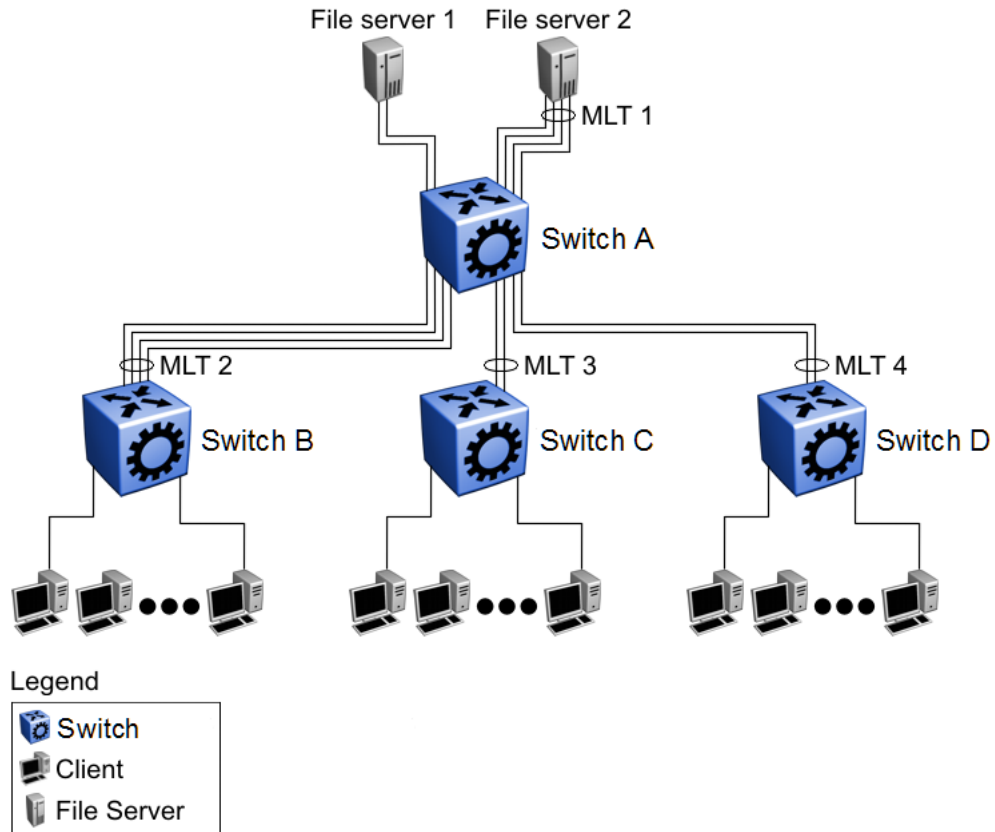 File server 1
File server 2
MLT 1
Switch A
MLT 2
MLT 3
MLT 4
Switch B
Switch C
Switch D
Legend
Switch
Client
File Server